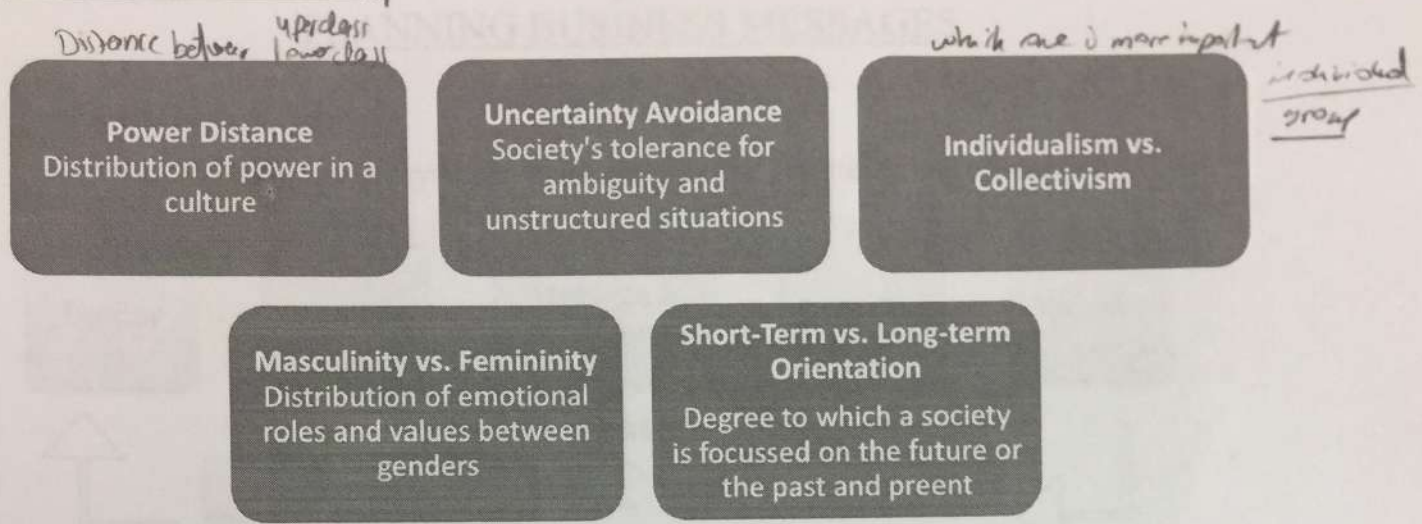 uperclass
Distance between lowerclass
which one is more important
individual
group
Power Distance
Distribution of power in a
culture
Uncertainty Avoidance
Society's tolerance for
ambiguity and
unstructured situations
Individualism vs.
Collectivism
Masculinity vs. Femininity
Distribution of emotional
roles and values between
genders
Short-Term vs. Long-term
Orientation
Degree to which a society
is focussed on the future or
the past and preent